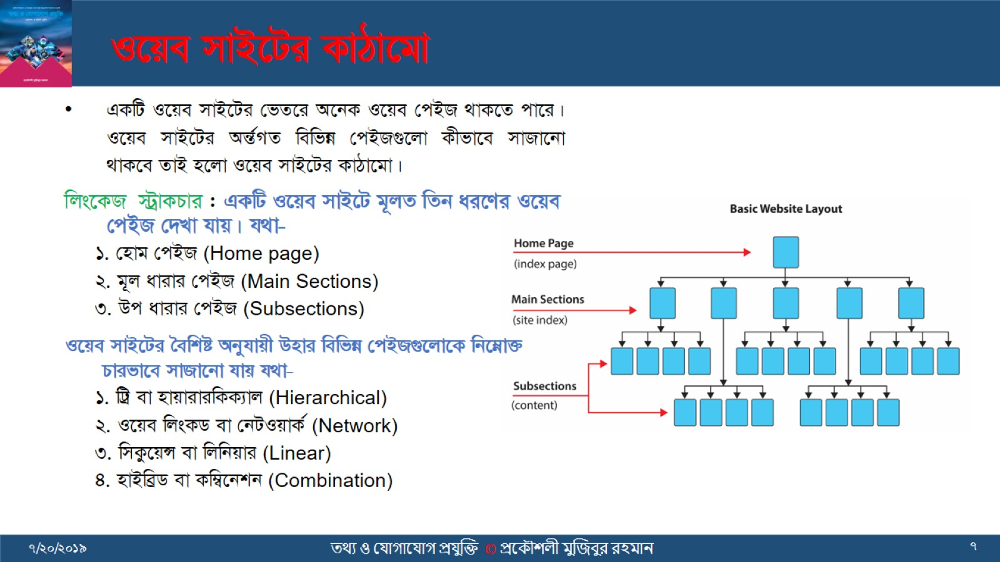 তথ্য ও যোগাযোগ প্রযুক্তি
ওয়েব সাইটের কাঠামো
• একটি ওয়েব সাইটের ভেতরে অনেক ওয়েব পেইজ থাকতে পারে।
ওয়েব সাইটের অর্ন্তগত বিভিন্ন পেইজগুলো কীভাবে সাজানো
থাকবে তাই হলো ওয়েব সাইটের কাঠামো।
লিংকেজ স্ট্রাকচার : একটি ওয়েব সাইটে মূলত তিন ধরণের ওয়েব
পেইজ দেখা যায়। যথা-
১. হোম পেইজ (Home page)
২. মূল ধারার পেইজ (Main Sections)
৩. উপ ধারার পেইজ (Subsections)
ওয়েব সাইটের বৈশিষ্ট অনুযায়ী উহার বিভিন্ন পেইজগুলোকে নিম্নোক্ত
চারভাবে সাজানো যায় যথা-
১. ট্রি বা হায়ারারকিক্যাল (Hierarchical)
২. ওয়েব লিংকড বা নেটওয়ার্ক (Network)
৩. সিকুয়েন্স বা লিনিয়ার (Linear)
৪. হাইব্রিড বা কম্বিনেশন (Combination)
Basic Website Layout
Home Page
(index page)
Main Sections
(site index)
Subsections
(content)
৭/২০/২০১৯
তথ্য ও যোগাযোগ প্রযুক্তি © প্রকৌশলী মুজিবুর রহমান
৭